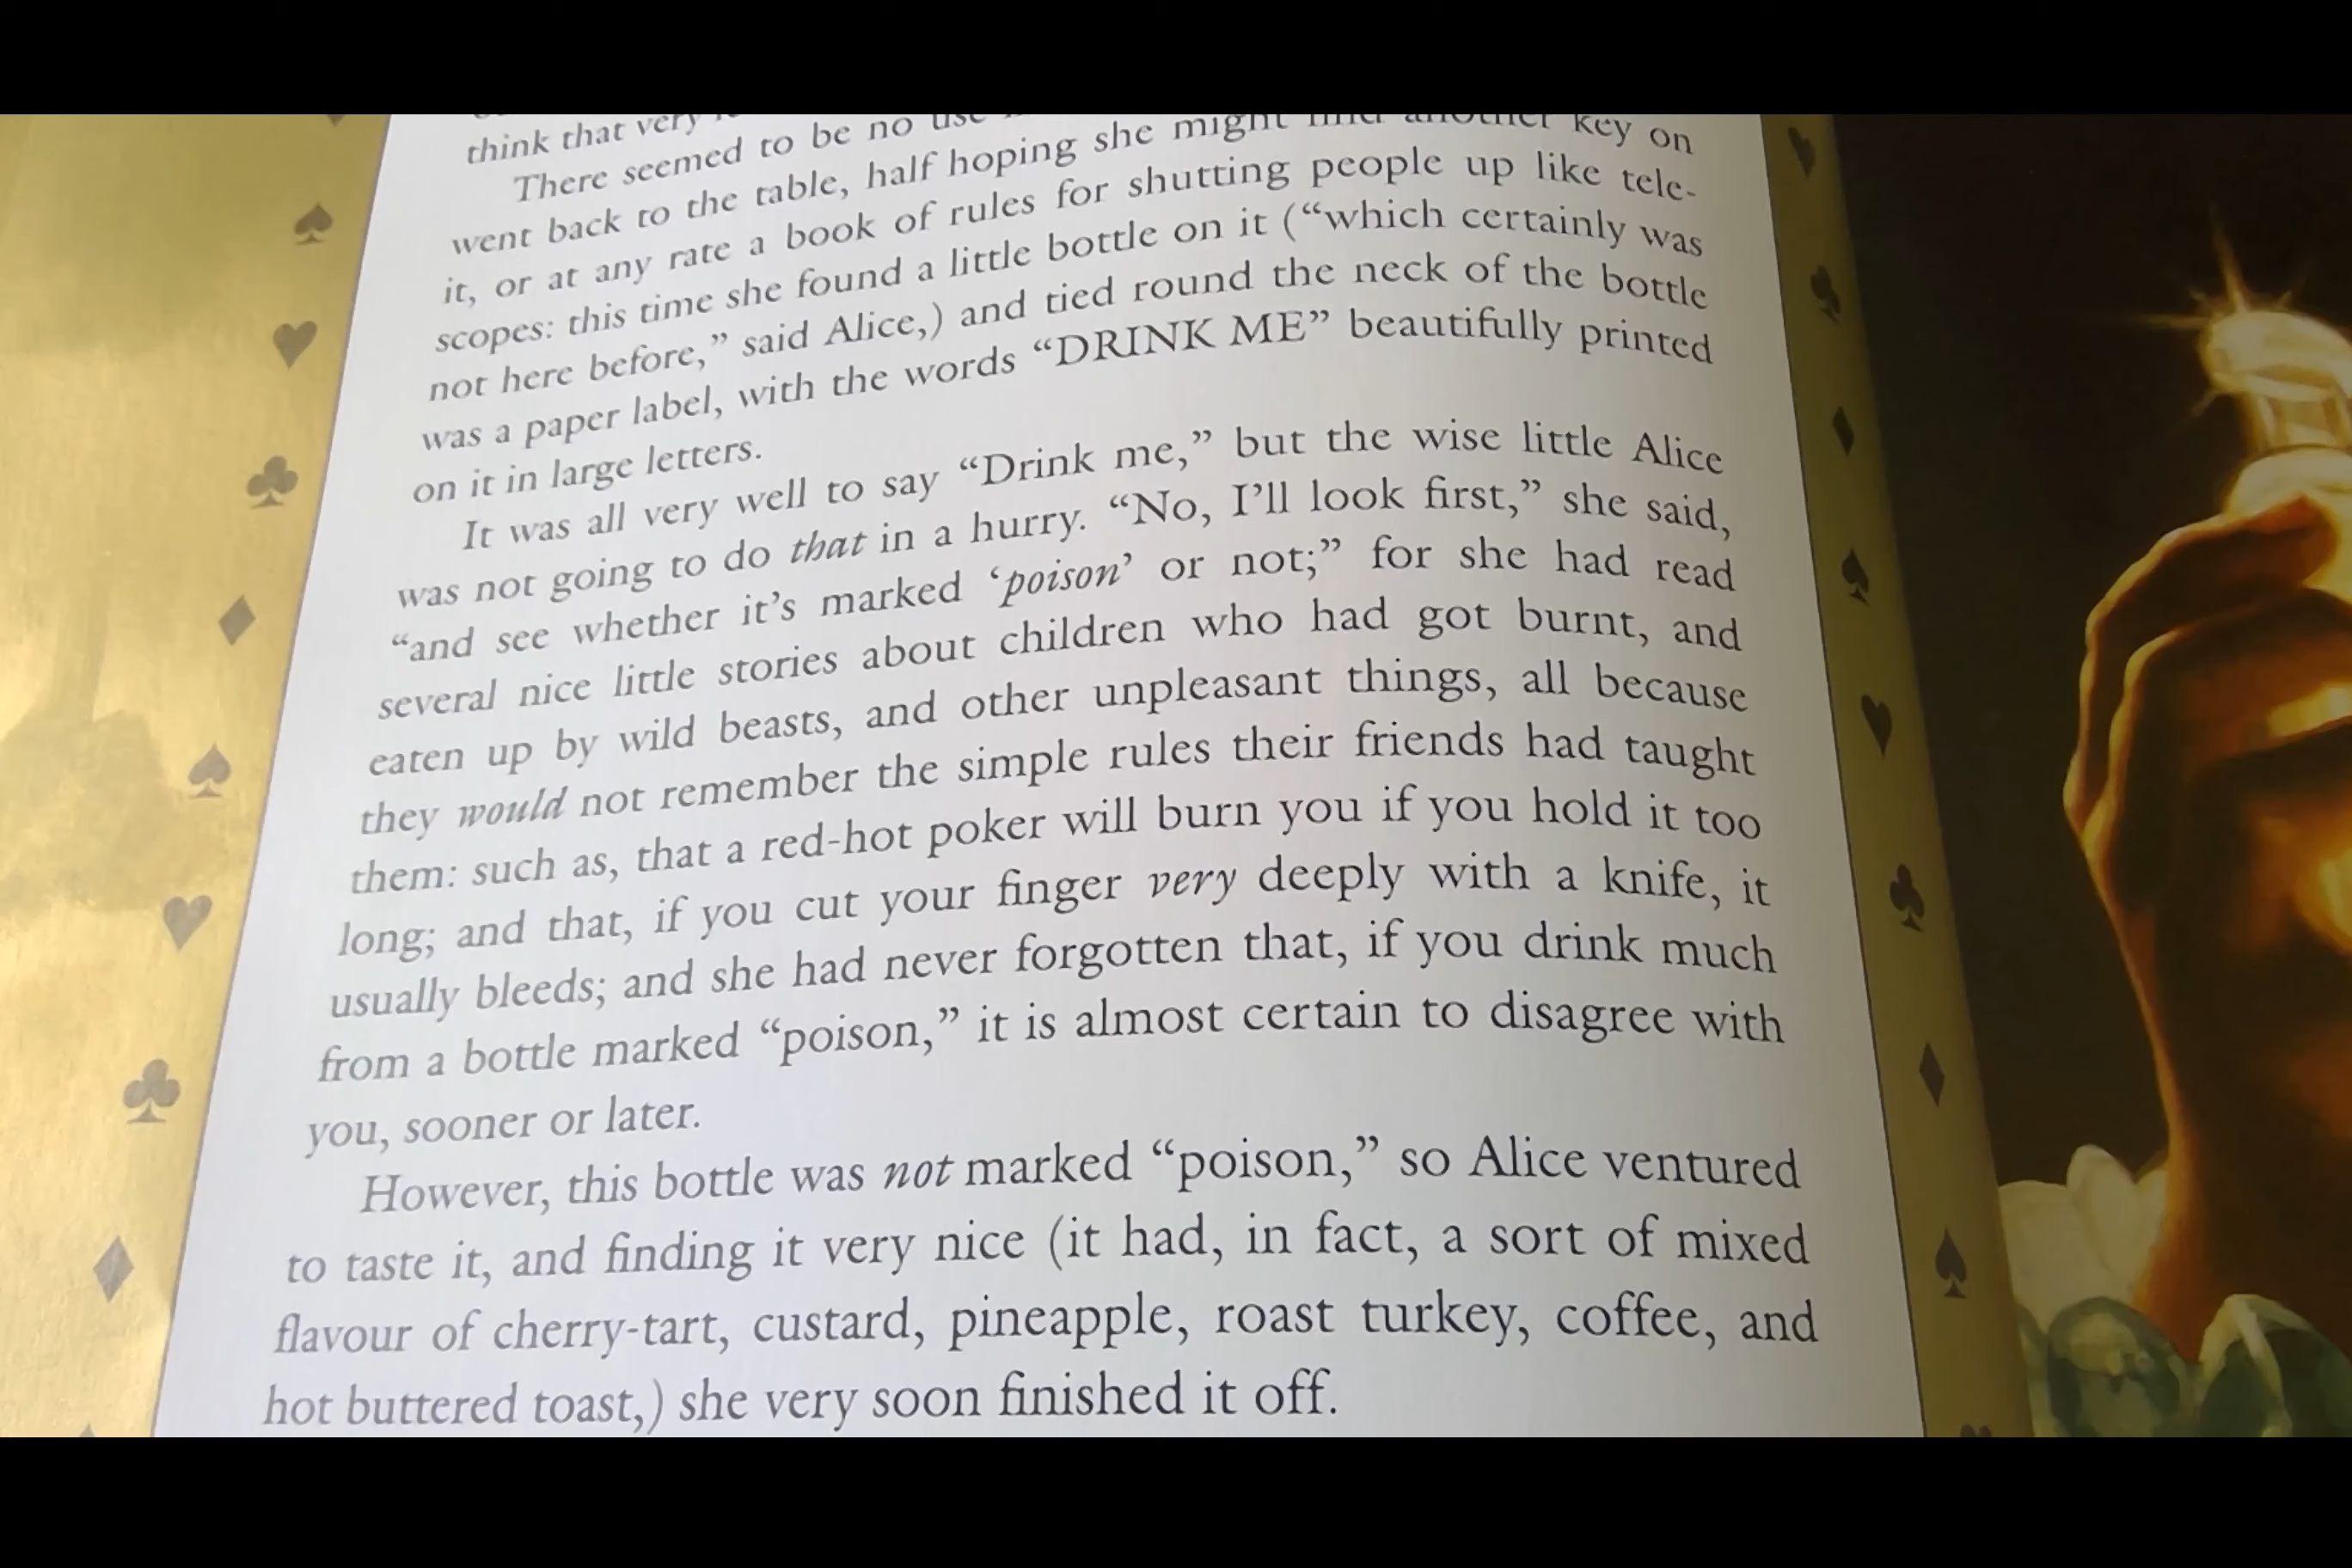 think that very
There seemed to be no use
went back to the table, half hoping she might find another key on
it, or at any rate a book of rules for shutting people up like tele-
scopes: this time she found a little bottle on it (“which certainly was
not here before,” said Alice,) and tied round the neck of the bottle
was a paper label, with the words “DRINK ME” beautifully printed
on it in large letters.
It was all very well to say “Drink me,” but the wise little Alice
was not going to do that in a hurry. “No, I’ll look first,” she said,
“and see whether it’s marked ‘poison’ or not;” for she had read
several nice little stories about children who had got burnt, and
eaten up by wild beasts, and other unpleasant things, all because
they would not remember the simple rules their friends had taught
them: such as, that a red-hot poker will burn you if you hold it too
long; and that, if you cut your finger very deeply with a knife, it
usually bleeds; and she had never forgotten that, if you drink much
from a bottle marked “poison,” it is almost certain to disagree with
you, sooner or later.
However, this bottle was not marked “poison,” so Alice ventured
to taste it, and finding it very nice (it had, in fact, a sort of mixed
flavour of cherry-tart, custard, pineapple, roast turkey, coffee, and
hot buttered toast,) she very soon finished it off.